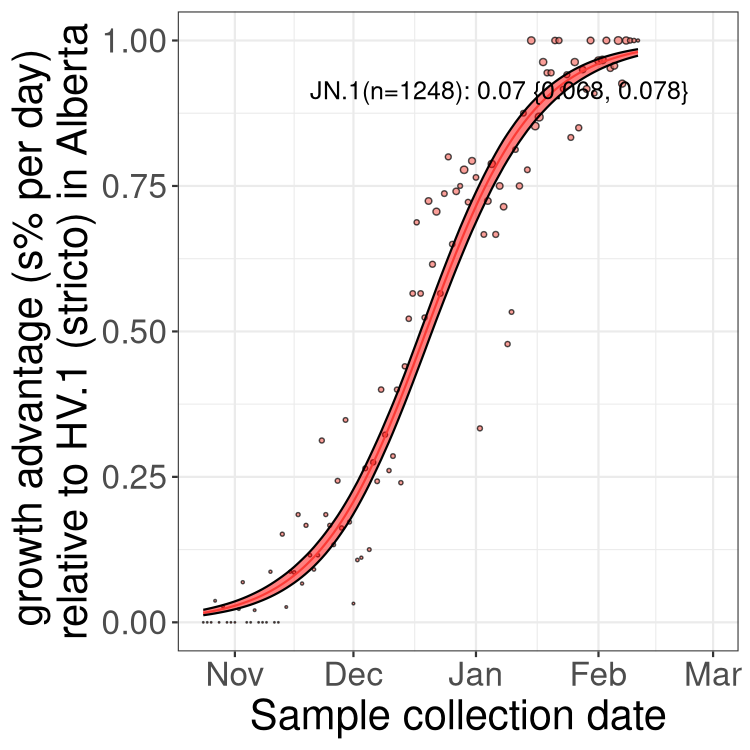 growth advantage (s% per day)
relative to HV.1 (stricto) in Alberta
1.00
JN.1(n=1248): 0.07 {0.068, 0.078}
0.75
0.50
0.25
0.00
Nov Dec Jan Feb Mar
Sample collection date